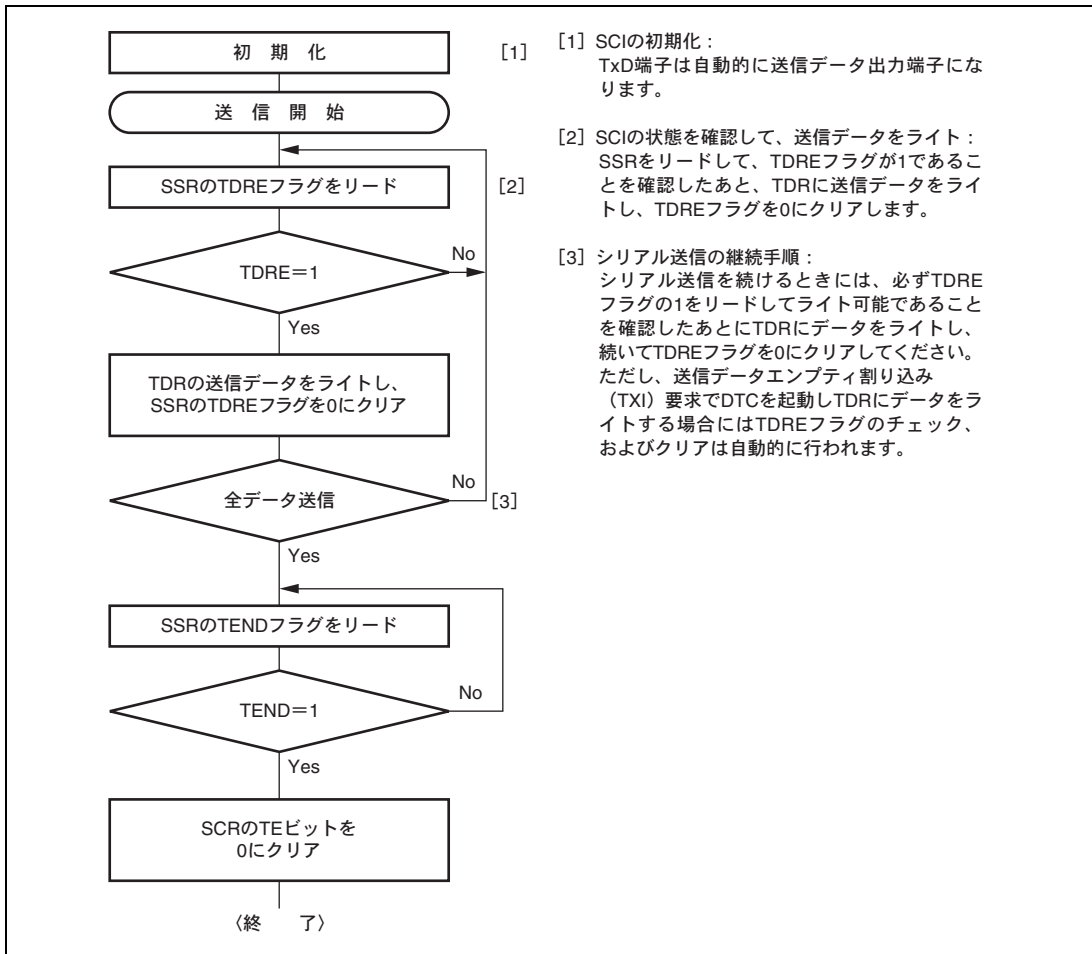 初 期 化
[1]
送 信 開 始
SSRのTDREフラグをリード
[2]
No
TDRE=1
Yes
TDRの送信データをライトし、
SSRのTDREフラグを0にクリア
No
全データ送信
[3]
Yes
SSRのTENDフラグをリード
No
TEND=1
Yes
SCRのTEビットを
0にクリア
〈終 了〉
[1] SCIの初期化：
TxD端子は自動的に送信データ出力端子にな
ります。
[2] SCIの状態を確認して、送信データをライト：
SSRをリードして、TDREフラグが1であるこ
とを確認したあと、TDRに送信データをライ
トし、TDREフラグを0にクリアします。
[3] シリアル送信の継続手順：
シリアル送信を続けるときには、必ずTDRE
フラグの1をリードしてライト可能であること
を確認したあとにTDRにデータをライトし、
続いてTDREフラグを0にクリアしてください。
ただし、送信データエンプティ割り込み
（TXI）要求でDTCを起動しTDRにデータをラ
イトする場合にはTDREフラグのチェック、
およびクリアは自動的に行われます。